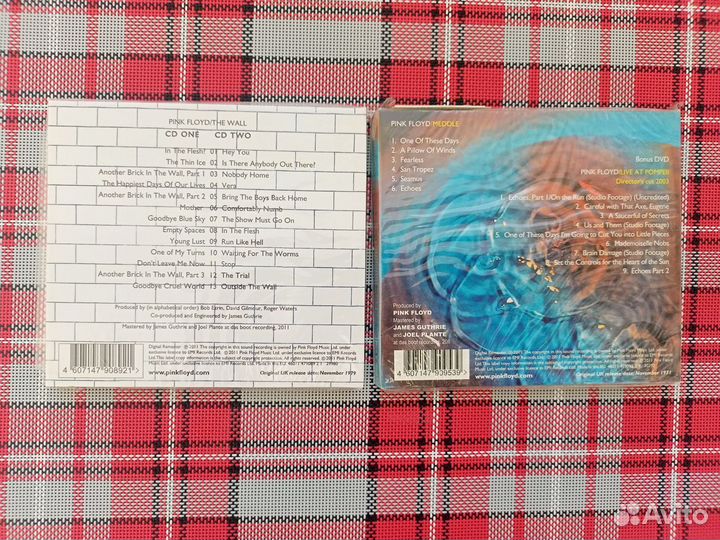 PINK FLOYD/THE WALL
CD ONE CD TWO
In The Flesh? 01 Hey You
The Thin Ice 02 Is There Anybody Out There?
Another Brick In The Wall, Part 1 03 Nobody Home
The Happiest Days Of Our Lives 04 Vera
Another Brick In The Wall, Part 2 05 Bring The Boys Back Home
Mother 06 Comfortably Numb
Goodbye Blue Sky 07 The Show Must Go On
Empty Spaces 08 In The Flesh
Young Lust 09 Run Like Hell
One of My Turns 10 Waiting For The Worms
Don't Leave Me Now 11 Stop
Another Brick In The Wall, Part 3 12 The Trial
Goodbye Cruel World 13 Outside The Wall
Produced by (in alphabetical order) Bob Ezrin, David Gilmour, Roger Waters
Co-produced and Engineered by James Guthrie
Mastered by James Guthrie and Joel Plante at das boot recording, 2011
4 607147 908921
www.pinkfloyd.com
Original UK release date: November 1979
PINK FLOYD/MEDDLE
1. One Of These Days
2. A Pillow Of Winds
3. Fearless
4. San Tropez
5. Seamus
6. Echoes
Bonus DVD
PINK FLOYD/LIVE AT POMPEII
Director's cut 2003
1. Echoes, Part 1/On the Run (Studio Footage) (Uncredited)
2. Careful with That Axe, Eugene
3. A Saucerful of Secrets
4. Us and Them (Studio Footage)
5. One of These Days I'm Going to Cut You into Little Pieces
6. Mademoiselle Nobs
7. Brain Damage (Studio Footage)
8. Set the Controls for the Heart of the Sun
9. Echoes Part 2
Produced by
PINK FLOYD
Mastered by
JAMES GUTHRIE
and JOEL PLANTE
at das boot recording, 2011
4 607147 909539
www.pinkfloyd.com
Original UK release date: November 1971
Avito